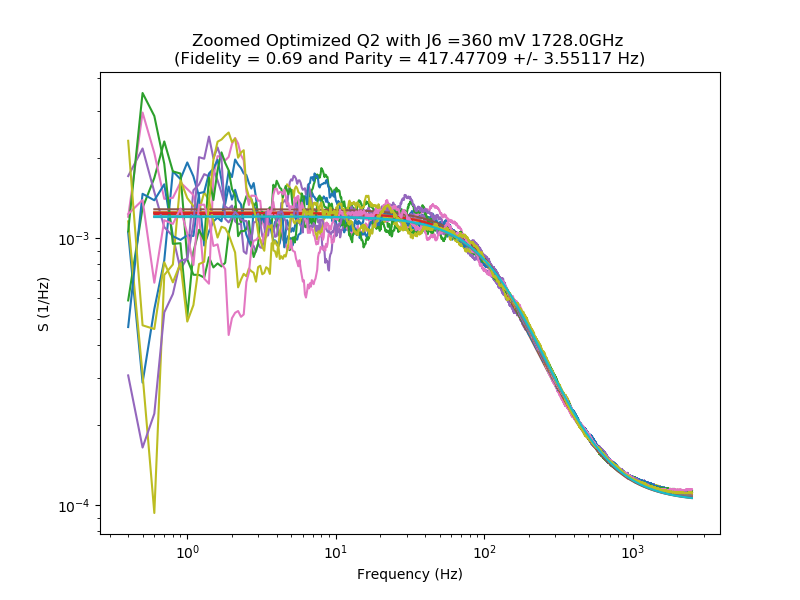 Zoomed Optimized Q2 with J6 =360 mV 1728.0GHz
(Fidelity = 0.69 and Parity = 417.47709 +/- 3.55117 Hz)
S (1/Hz)
10⁻³
10⁻⁴
10⁰ 10¹ 10² 10³
Frequency (Hz)